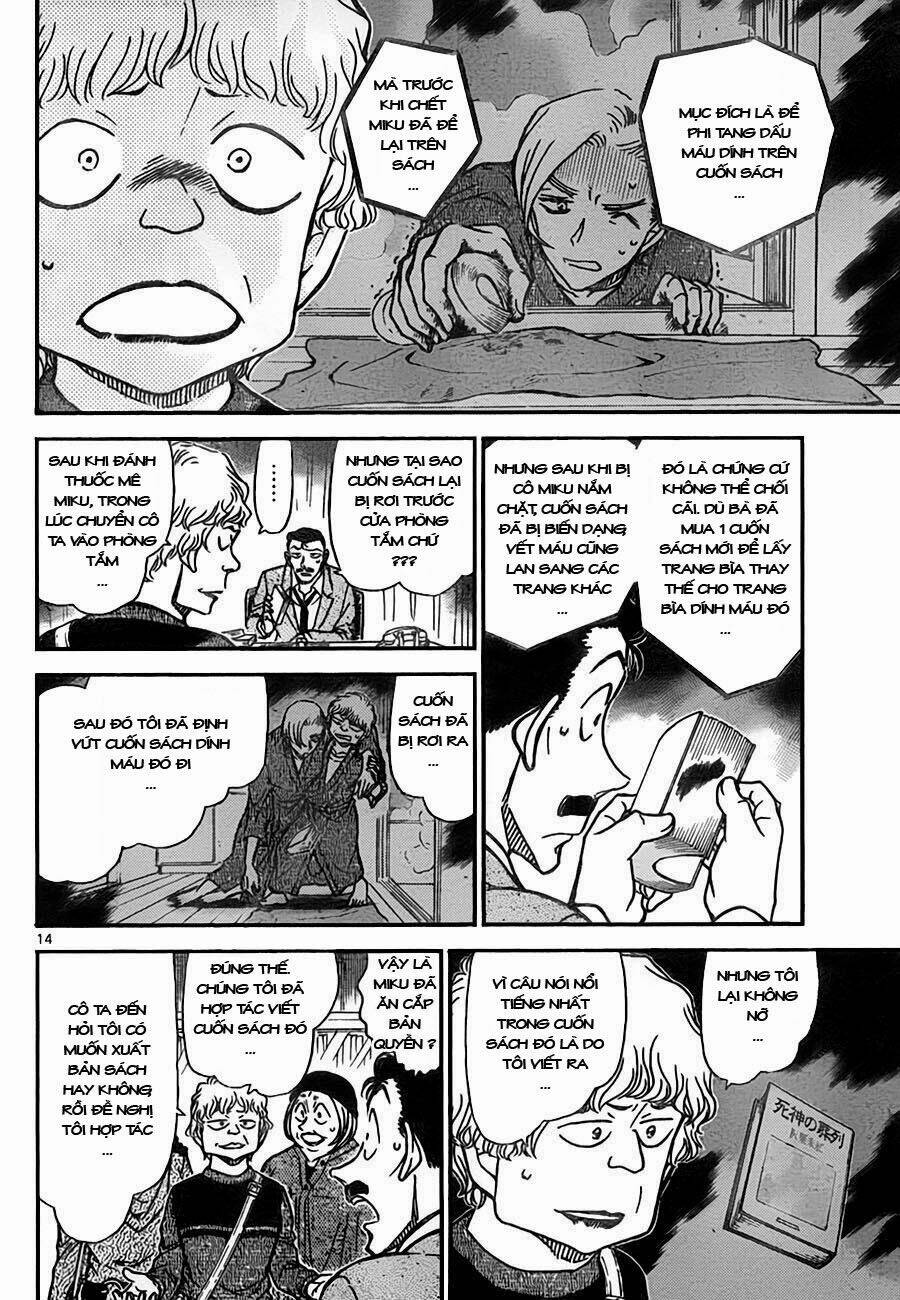 MỤC ĐÍCH LÀ ĐỂ
PHI TANG DẤU
MÁU DÍNH TRÊN
CUỐN SÁCH
...
MÀ TRƯỚC
KHI CHẾT
MIKU ĐÃ ĐỂ
LẠI TRÊN
SÁCH
...
ĐÓ LÀ CHỨNG CỨ
KHÔNG THỂ CHỐI
CÃI. DÙ BÀ ĐÃ
MUA 1 CUỐN
SÁCH MỚI ĐỂ LẤY
TRANG BÌA THAY
THẾ CHO TRANG
BÌA DÍNH MÁU ĐÓ
...
NHƯNG SAU KHI BỊ
CÔ MIKU NẮM
CHẶT, CUỐN SÁCH
ĐÃ BỊ BIẾN DẠNG,
VẾT MÁU CŨNG
LAN SANG CÁC
TRANG KHÁC
...
NHƯNG TẠI SAO
CUỐN SÁCH LẠI
BỊ RƠI TRƯỚC
CỬA PHÒNG
TẮM CHỨ
???
......
SAU KHI ĐÁNH
THUỐC MÊ
MIKU, TRONG
LÚC CHUYỂN CÔ
TA VÀO PHÒNG
TẮM
...
CUỐN
SÁCH ĐÃ
BỊ RƠI RA
...
SAU ĐÓ TÔI ĐÃ ĐỊNH
VỨT CUỐN SÁCH DÍNH
MÁU ĐÓ ĐI
...
14
NHƯNG TÔI
LẠI KHÔNG
NỠ
...
死神の系列
VÌ CÂU NÓI NỔI
TIẾNG NHẤT
TRONG CUỐN
SÁCH ĐÓ LÀ DO
TÔI VIẾT RA
...
VẬY LÀ
MIKU ĐÃ
ĂN CẮP
BẢN
QUYỀN ?
ĐÚNG THẾ.
CHÚNG TÔI ĐÃ
HỢP TÁC VIẾT
CUỐN SÁCH ĐÓ
...
CÔ TA ĐẾN
HỎI TÔI CÓ
MUỐN XUẤT
BẢN SÁCH
HAY KHÔNG,
RỒI ĐỀ NGHỊ
TÔI HỢP TÁC
...